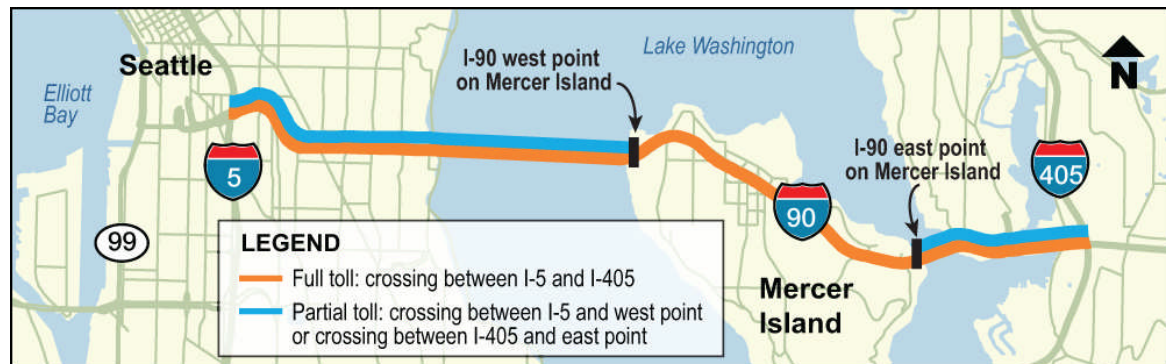 Lake Washington
I-90 west point
on Mercer Island
Seattle
Elliott
Bay
N
I-90 east point
on Mercer Island
5
405
90
99
LEGEND
Full toll: crossing between I-5 and I-405
Partial toll: crossing between I-5 and west point
or crossing between I-405 and east point
Mercer
Island